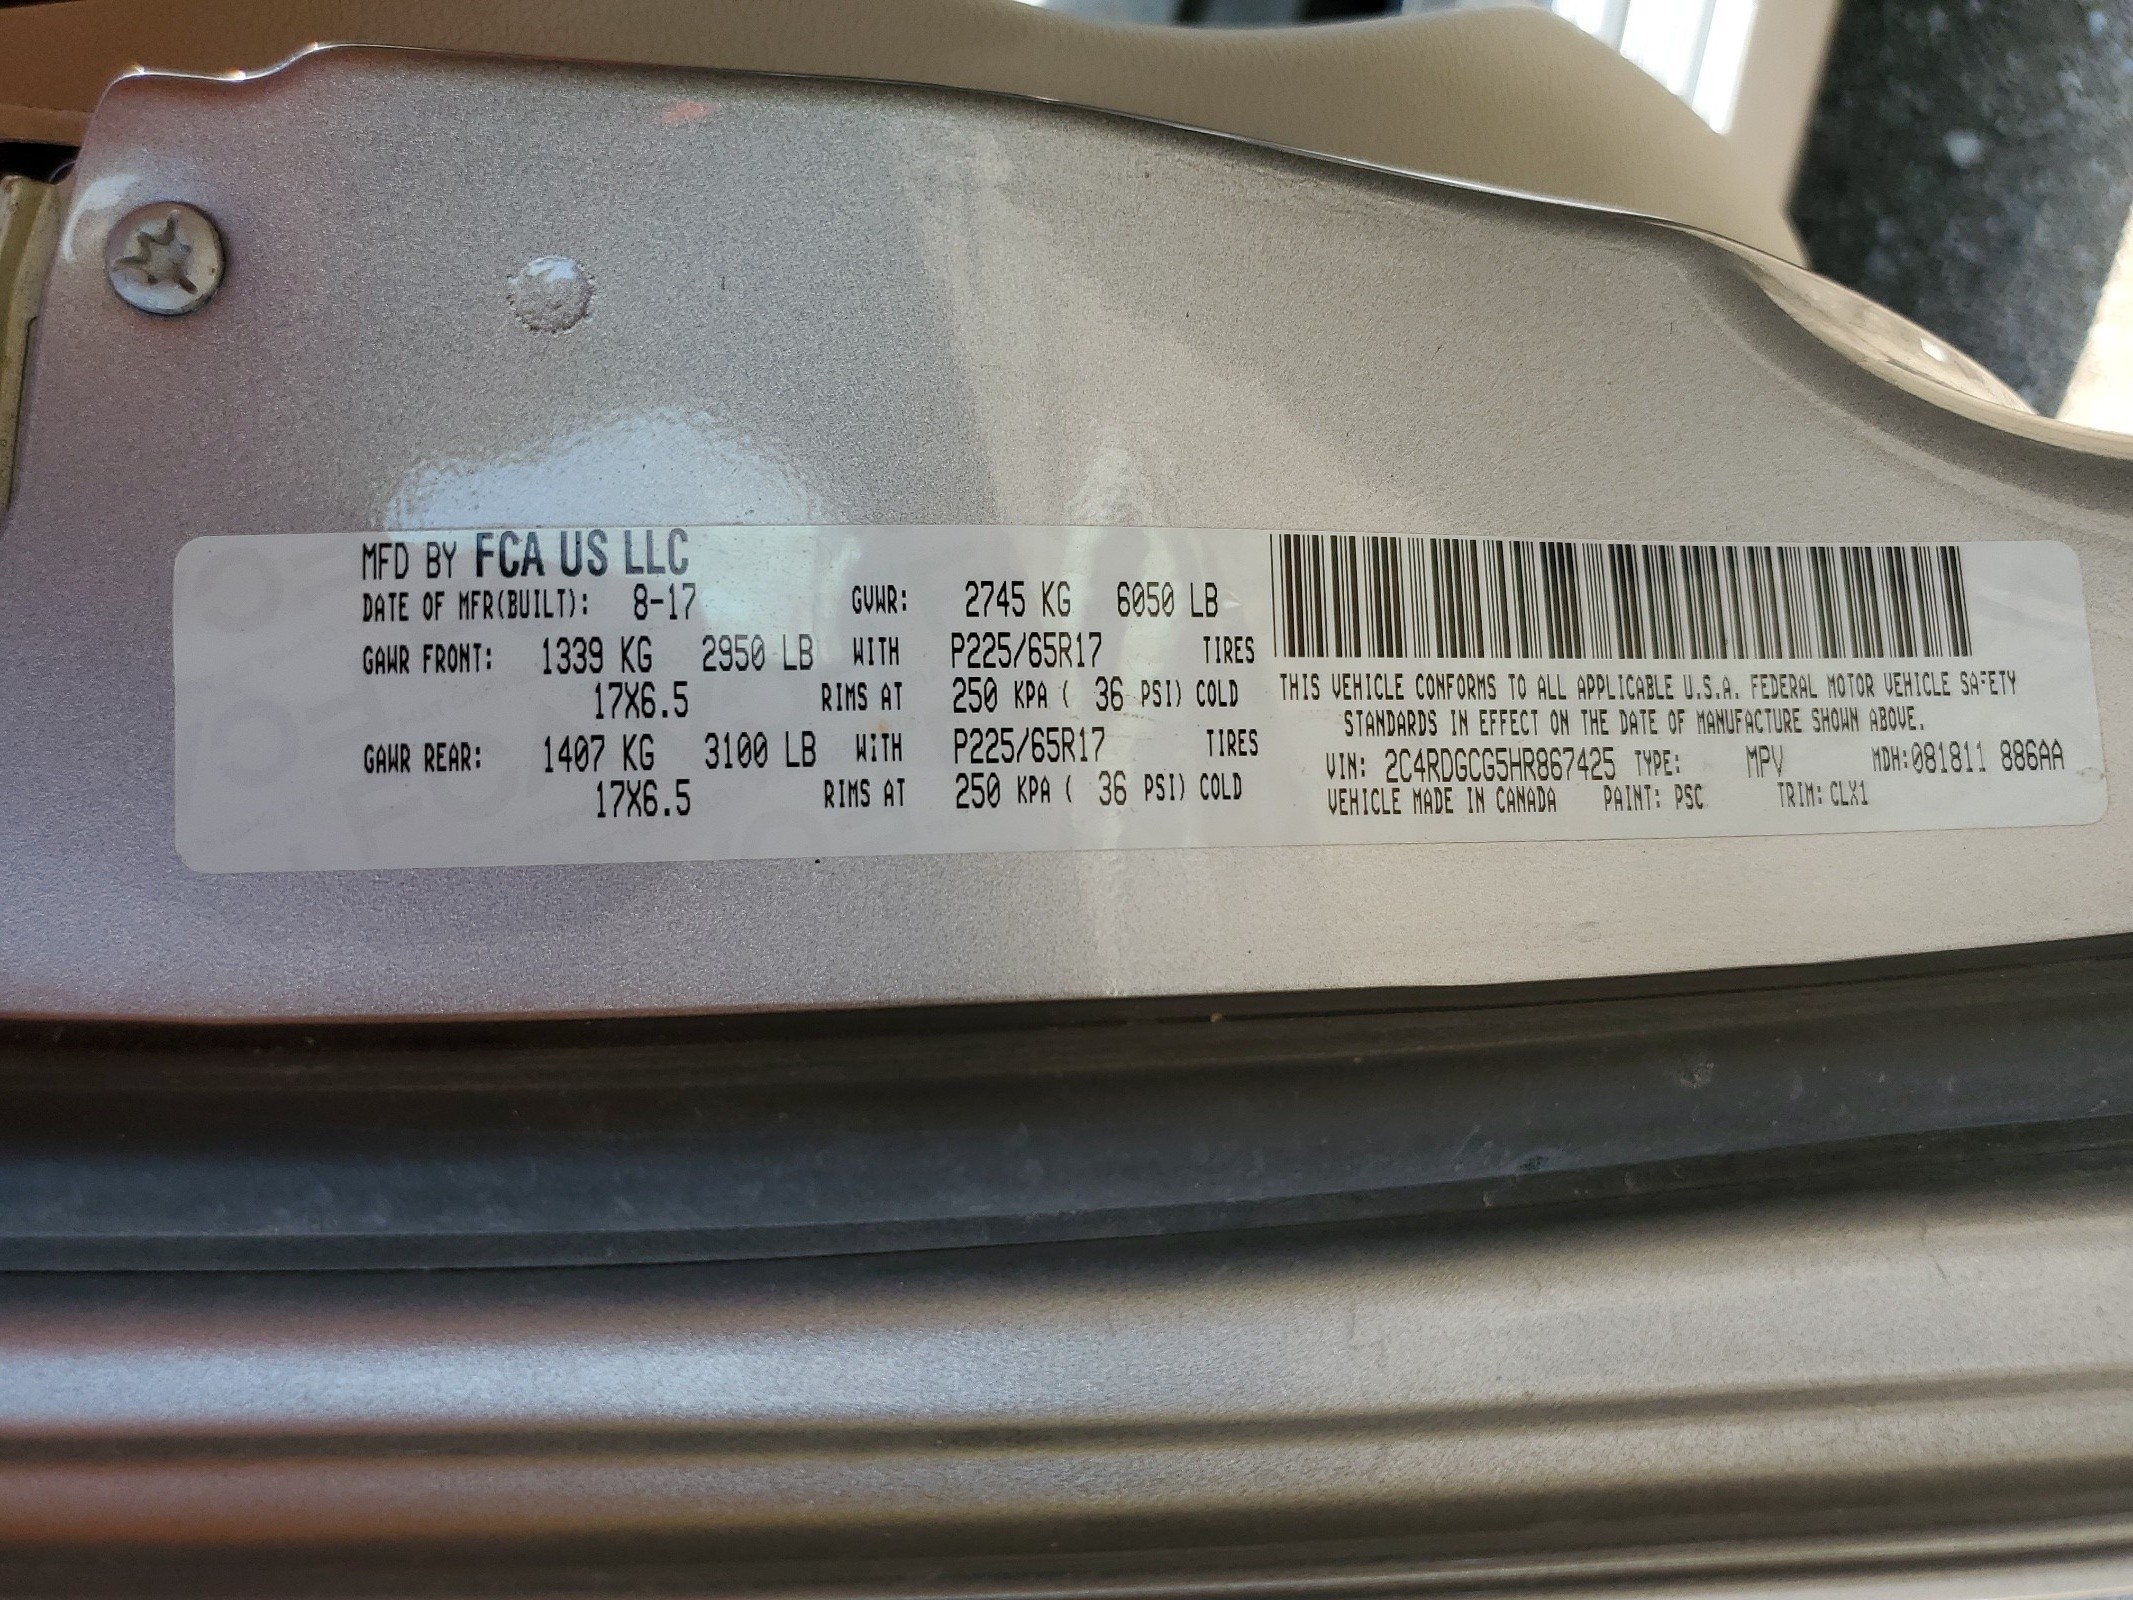 MFD BY FCA US LLC
DATE OF MFR(BUILT): 8-17 GVWR: 2745 KG 6050 LB
GAWR FRONT: 1339 KG 2950 LB WITH P225/65R17 TIRES
17X6.5 RIMS AT 250 KPA ( 36 PSI) COLD
GAWR REAR: 1407 KG 3100 LB WITH P225/65R17 TIRES
17X6.5 RIMS AT 250 KPA ( 36 PSI) COLD
THIS VEHICLE CONFORMS TO ALL APPLICABLE U.S.A. FEDERAL MOTOR VEHICLE SAFETY
STANDARDS IN EFFECT ON THE DATE OF MANUFACTURE SHOWN ABOVE.
VIN: 2C4RDGCG5HR867425 TYPE: MPV MDH:081811 886AA
VEHICLE MADE IN CANADA PAINT: PSC TRIM: CLX1